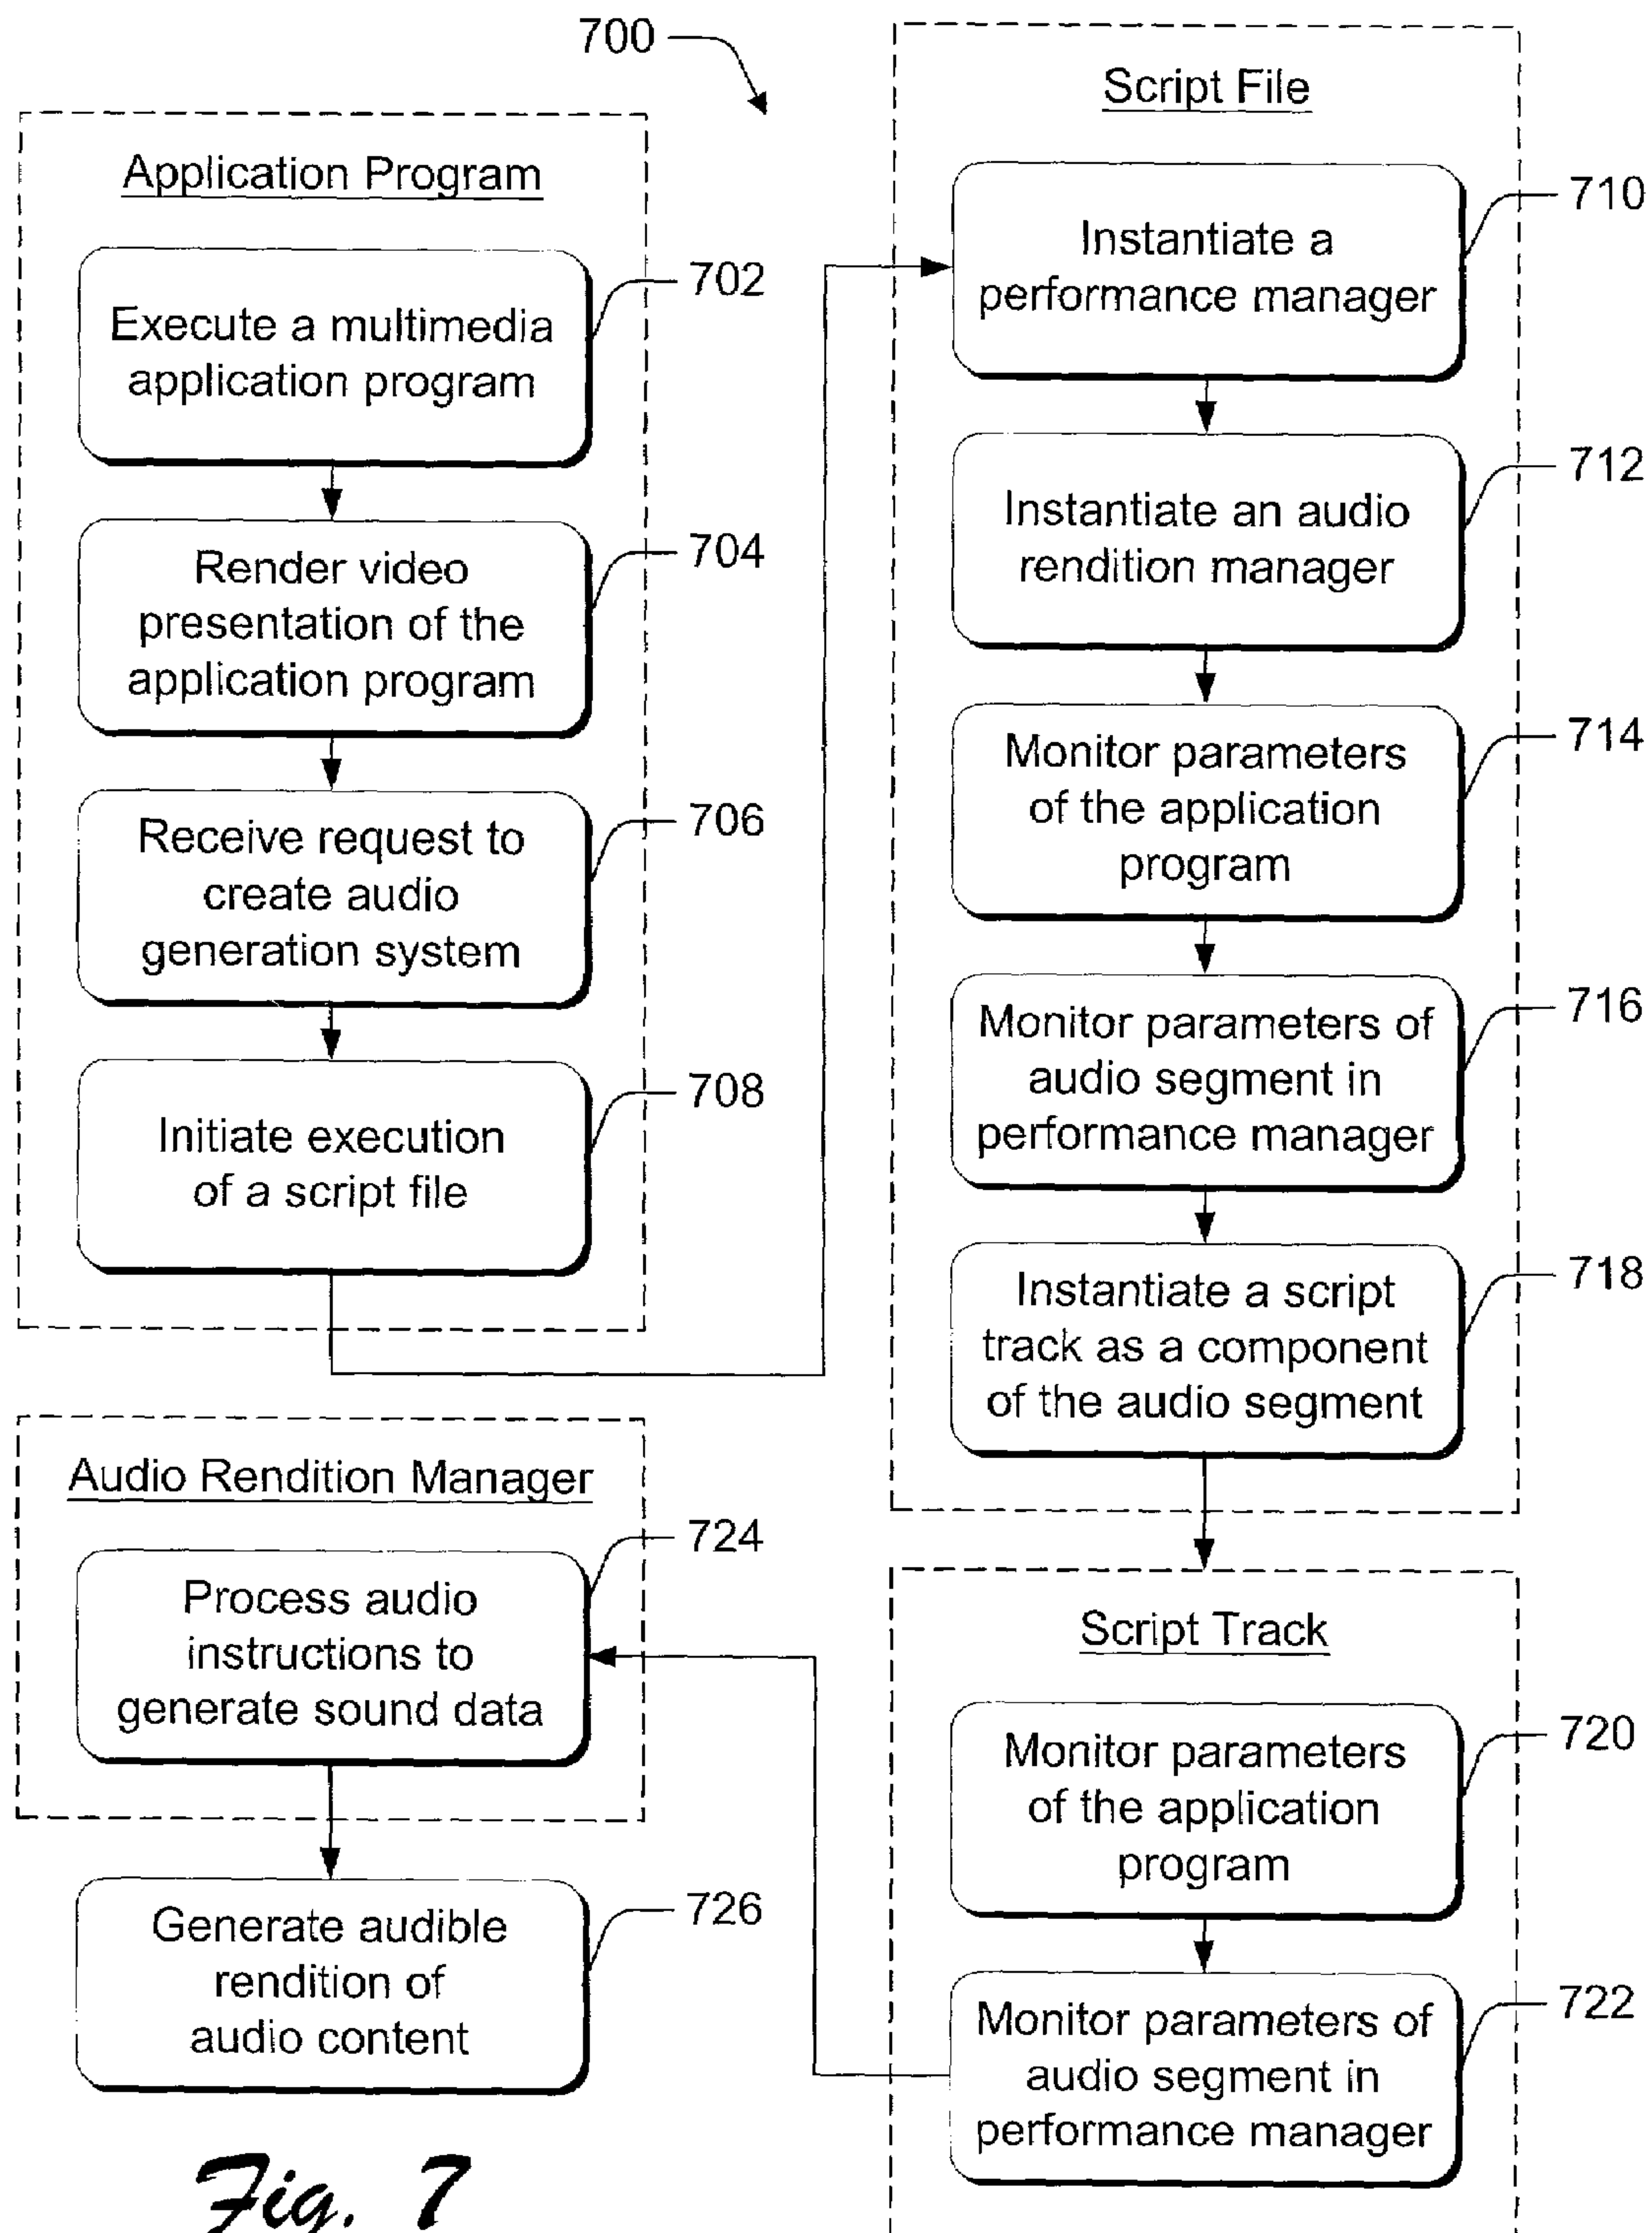 700
Application Program
Execute a multimedia
application program
702
Render video
presentation of the
application program
704
Receive request to
create audio
generation system
706
Initiate execution
of a script file
708
Script File
Instantiate a
performance manager
710
Instantiate an audio
rendition manager
712
Monitor parameters
of the application
program
714
Monitor parameters of
audio segment in
performance manager
716
Instantiate a script
track as a component
of the audio segment
718
Script Track
Monitor parameters
of the application
program
720
Monitor parameters of
audio segment in
performance manager
722
Audio Rendition Manager
Process audio
instructions to
generate sound data
724
Generate audible
rendition of
audio content
726
Fig. 7